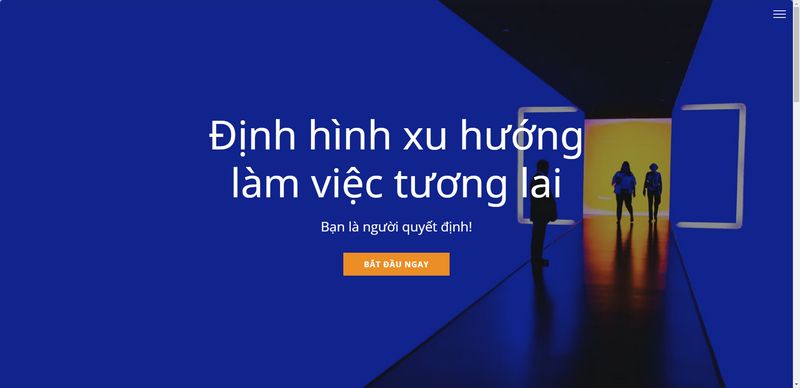 Định hình xu hướng
làm việc tương lai
Bạn là người quyết định!
BẮT ĐẦU NGAY